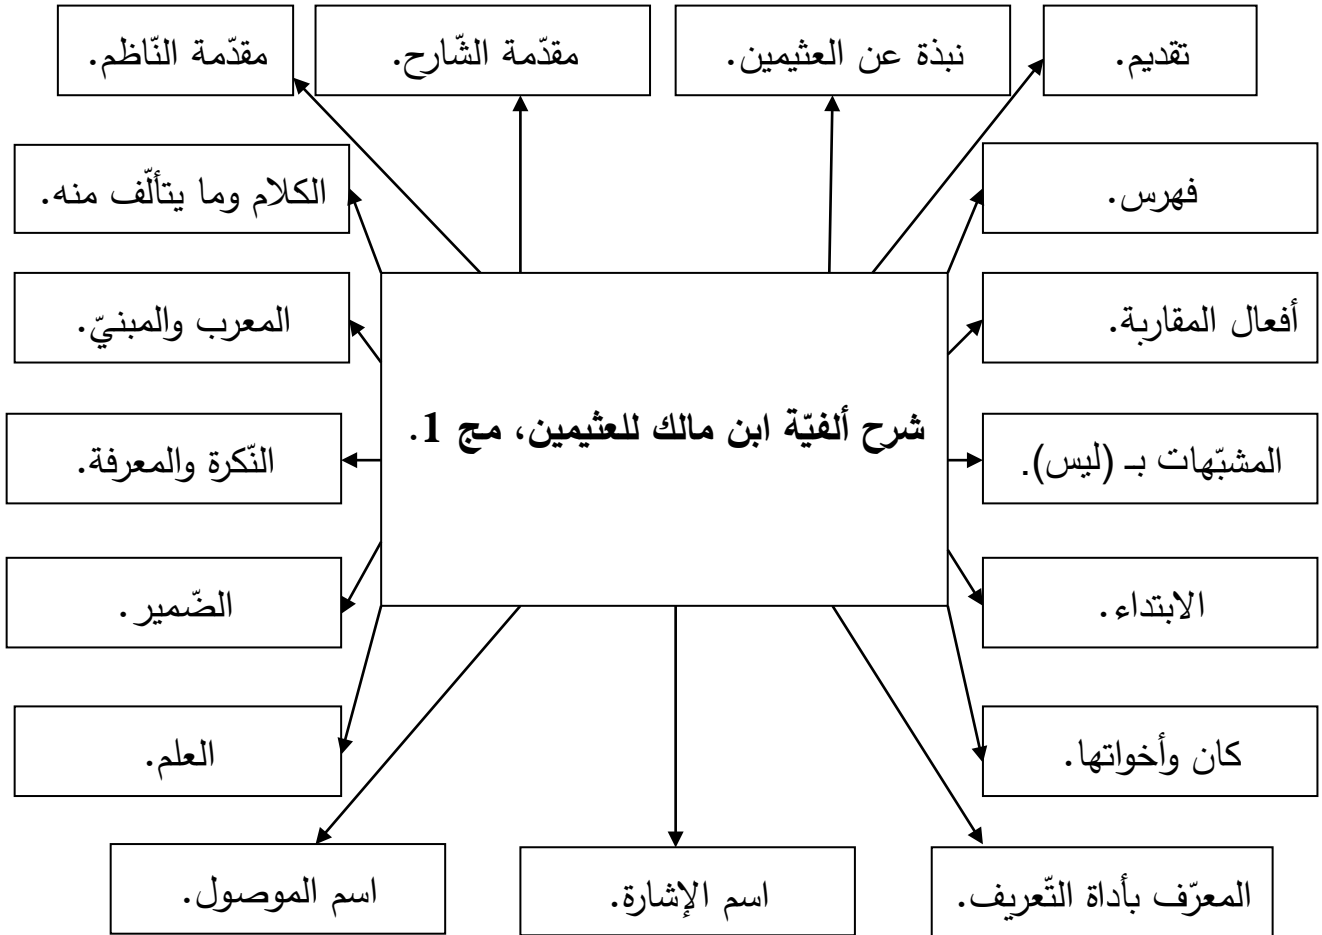 تقديم.
نبذة عن العثيمين.
مقدّمة الشّارح.
مقدّمة النّاظم.
فهرس.
الكلام وما يتألّف منه.
أفعال المقاربة.
المعرب والمبنيّ.
شرح ألفيّة ابن مالك للعثيمين، مج 1.
المشبّهات بـ (ليس).
النّكرة والمعرفة.
الابتداء.
الضّمير.
كان وأخواتها.
العلم.
المعرّف بأداة التّعريف.
اسم الإشارة.
اسم الموصول.